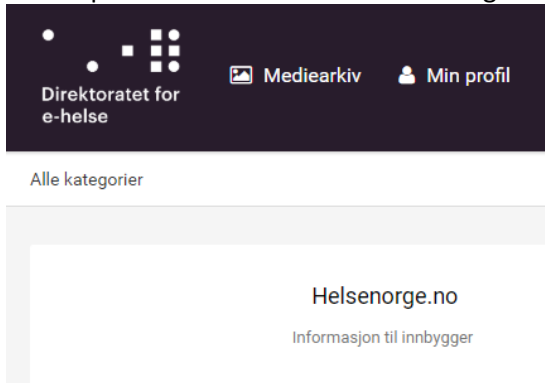 Mediearkiv
Min profil
Direktoratet for
e-helse
Alle kategorier
Helsenorge.no
Informasjon til innbygger